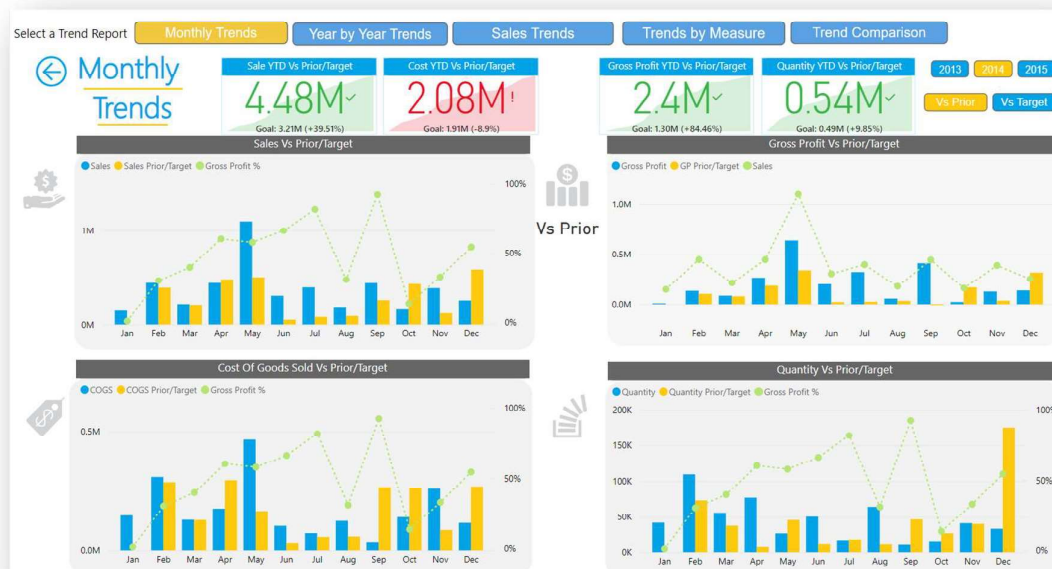 Select a Trend Report
Monthly Trends
Year by Year Trends
Sales Trends
Trends by Measure
Trend Comparison
Monthly
Trends
Sale YTD Vs Prior/Target
4.48M
Goal: 3.21M (+39.51%)
Cost YTD Vs Prior/Target
2.08M!
Goal: 1.91M (-8.9%)
Gross Profit YTD Vs Prior/Target
2.4M
Goal: 1.30M (+84.46%)
Quantity YTD Vs Prior/Target
0.54M
Goal: 0.49M (+9.85%)
2013 2014 2015
Vs Prior Vs Target
Sales Vs Prior/Target
Sales Sales Prior/Target Gross Profit %
100%
1M
50%
0M
0%
Jan Feb Mar Apr May Jun Jul Aug Sep Oct Nov Dec
$
Vs Prior
Gross Profit Vs Prior/Target
Gross Profit GP Prior/Target Sales
1.0M
0.5M
0.0M
Jan Feb Mar Apr May Jun Jul Aug Sep Oct Nov Dec
Cost Of Goods Sold Vs Prior/Target
COGS COGS Prior/Target Gross Profit %
100%
0.5M
50%
0.0M
0%
Jan Feb Mar Apr May Jun Jul Aug Sep Oct Nov Dec
Quantity Vs Prior/Target
Quantity Quantity Prior/Target Gross Profit %
200K
100%
150K
100K
50%
50K
0K
0%
Jan Feb Mar Apr May Jun Jul Aug Sep Oct Nov Dec